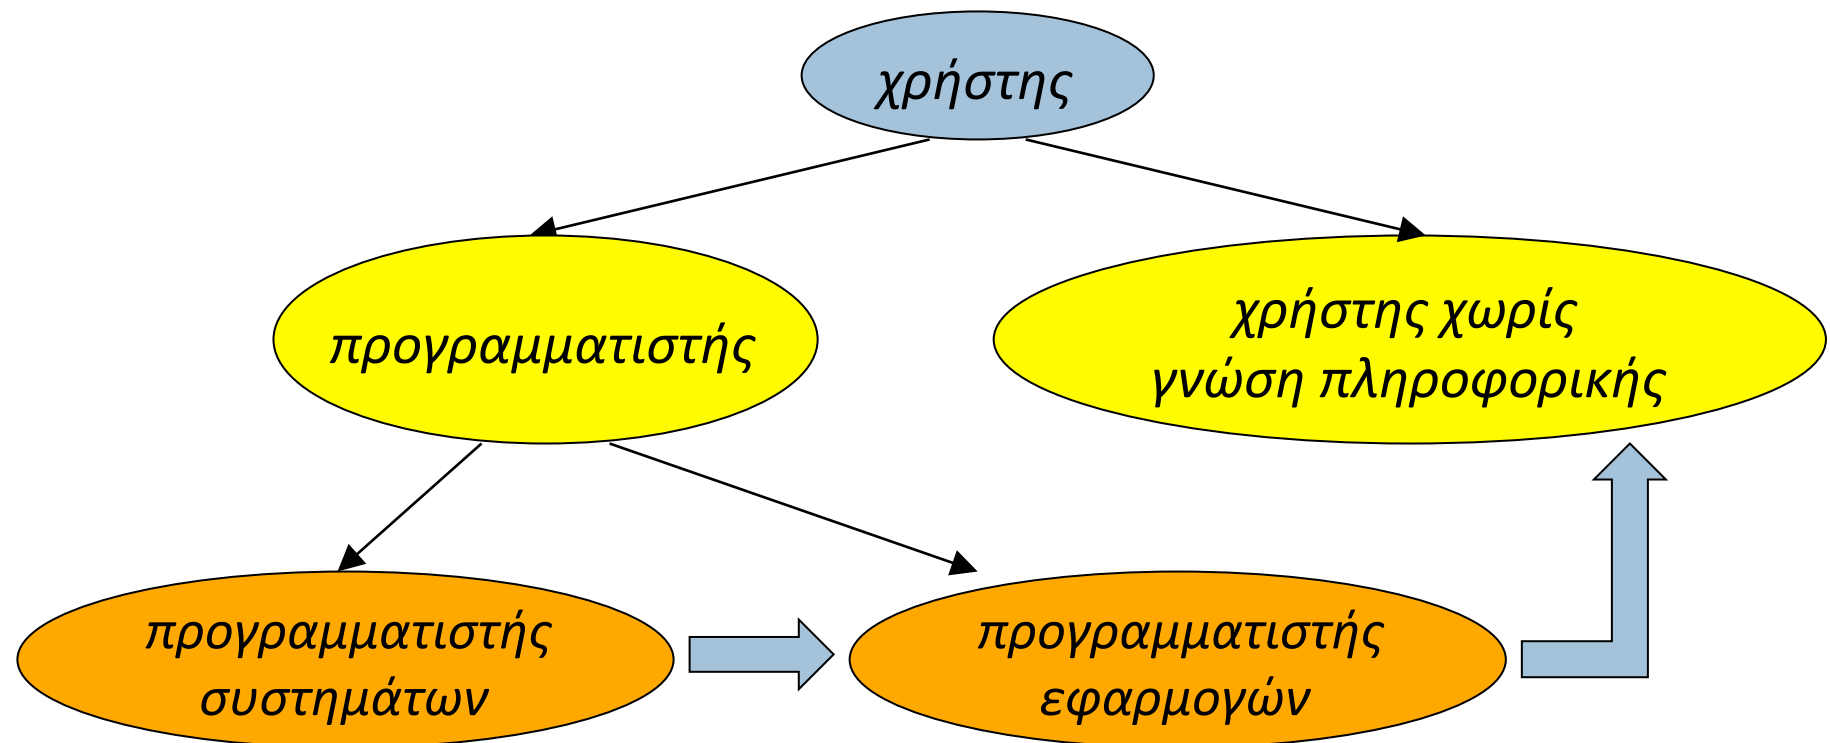 χρήστης
προγραμματιστής
χρήστης χωρίς
γνώση πληροφορικής
προγραμματιστής
συστημάτων
προγραμματιστής
εφαρμογών